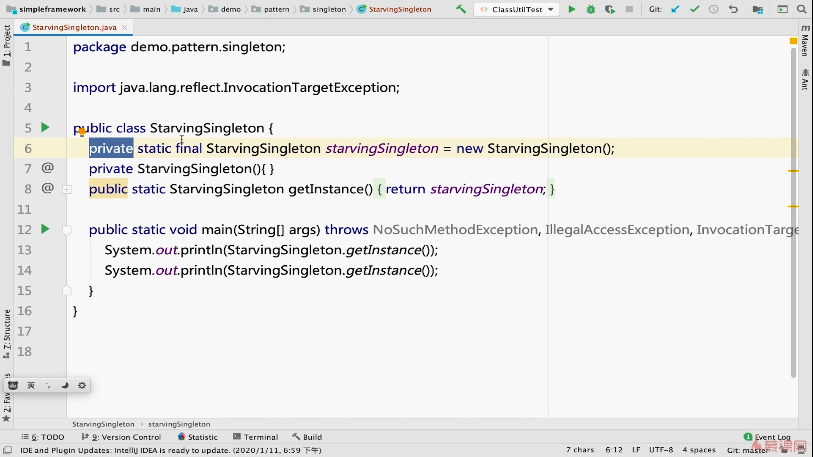 simpleframework src main java demo pattern singleton StarvingSingleton ClassUtilTest Git:
StarvingSingleton.java
1: Project
Maven
Ant
1 package demo.pattern.singleton;
2
3 import java.lang.reflect.InvocationTargetException;
4
5 public class StarvingSingleton {
6 private static final StarvingSingleton starvingSingleton = new StarvingSingleton();
7 @ private StarvingSingleton(){ }
8 @ public static StarvingSingleton getInstance() { return starvingSingleton; }
11
12 public static void main(String[] args) throws NoSuchMethodException, IllegalAccessException, InvocationTarge
13 System.out.println(StarvingSingleton.getInstance());
14 System.out.println(StarvingSingleton.getInstance());
15 }
16 }
17
18
7: Structure
英
2: Favorites
StarvingSingleton › starvingSingleton
6: TODO 9: Version Control Statistic Terminal Build 1 Event Log
IDE and Plugin Updates: IntelliJ IDEA is ready to update. (2020/1/11, 6:59 下午) 7 chars 6:12 LF UTF-8 4 spaces Git: master
慕课网